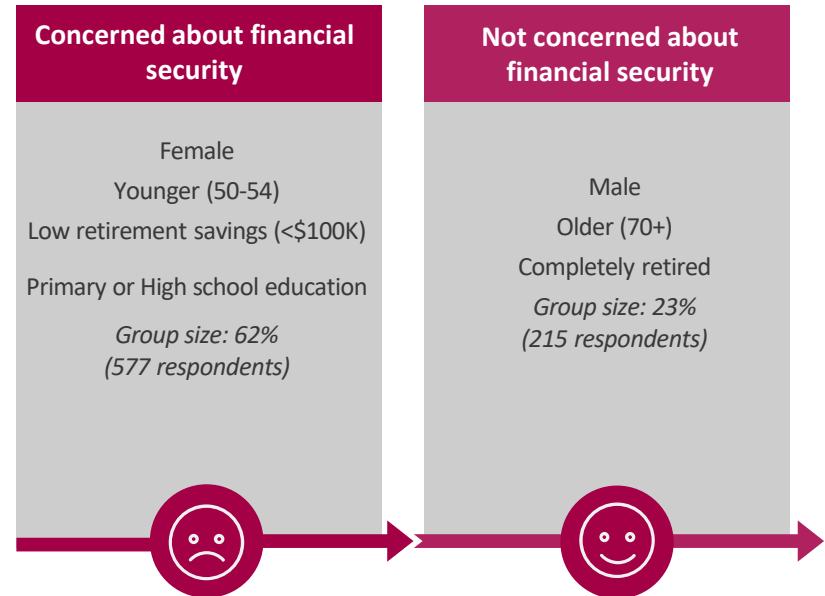 Concerned about financial
security
Female
Younger (50-54)
Low retirement savings (<$100K)
Primary or High school education
Group size: 62%
(577 respondents)
Not concerned about
financial security
Male
Older (70+)
Completely retired
Group size: 23%
(215 respondents)